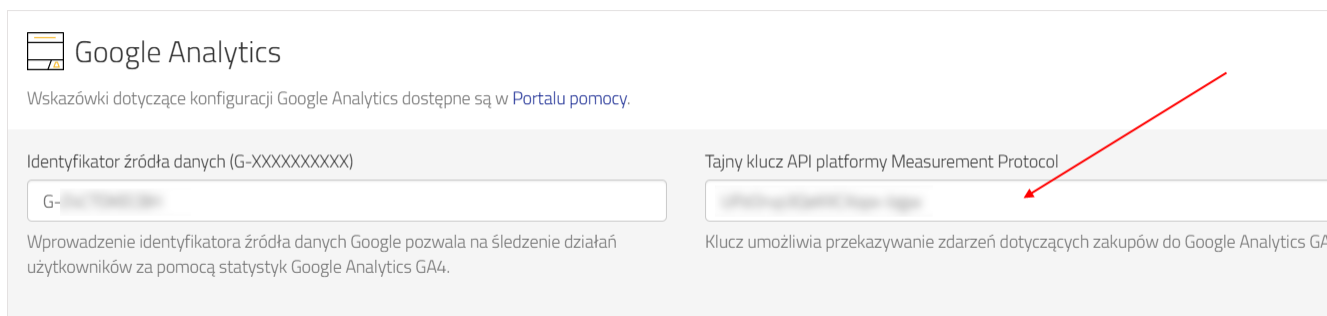 Google Analytics
Wskazówki dotyczące konfiguracji Google Analytics dostępne są w Portalu pomocy.
Identyfikator źródła danych (G-XXXXXXXXXX)
G-
Wprowadzenie identyfikatora źródła danych Google pozwala na śledzenie działań
użytkowników za pomocą statystyk Google Analytics GA4.
Tajny klucz API platformy Measurement Protocol
Klucz umożliwia przekazywanie zdarzeń dotyczących zakupów do Google Analytics